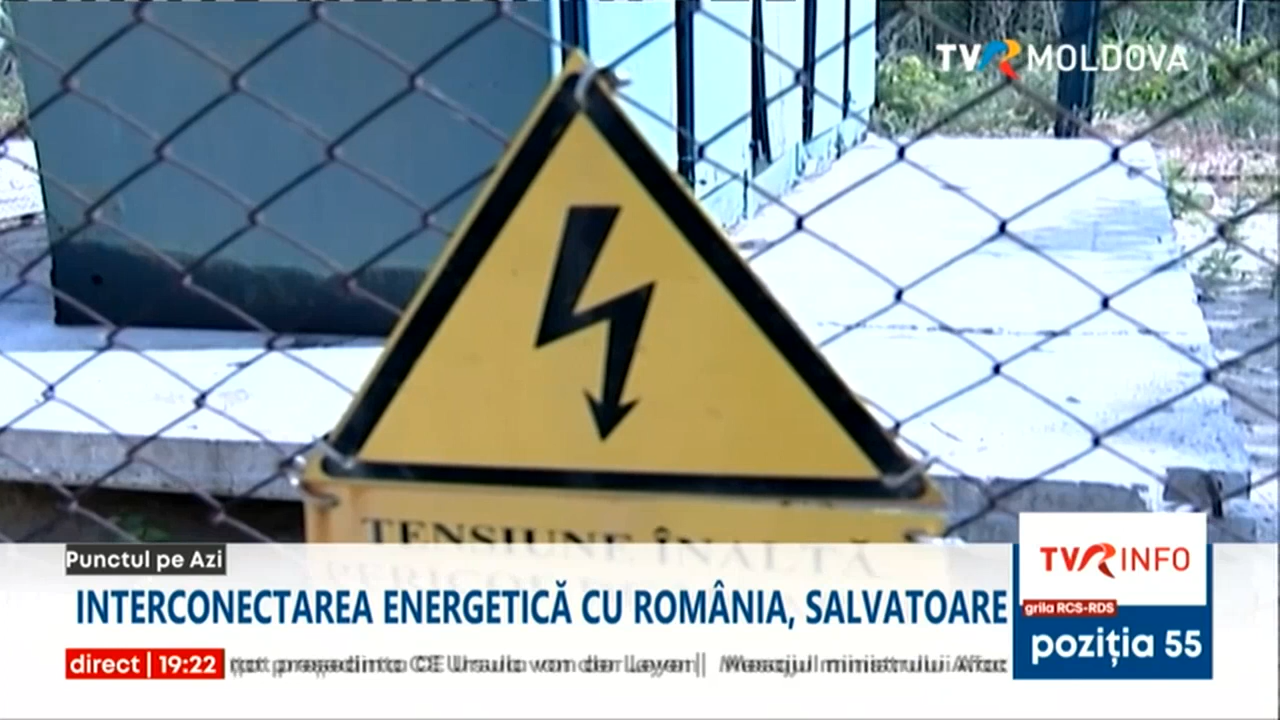 TVR MOLDOVA
TENSIUNE ÎNALTĂ
Punctul pe Azi
INTERCONECTAREA ENERGETICĂ CU ROMÂNIA, SALVATOARE
direct | 19:22
președinta CE Ursula von der Leyen || Mesajul ministrului
TVR INFO
grila RCS-RDS
poziția 55